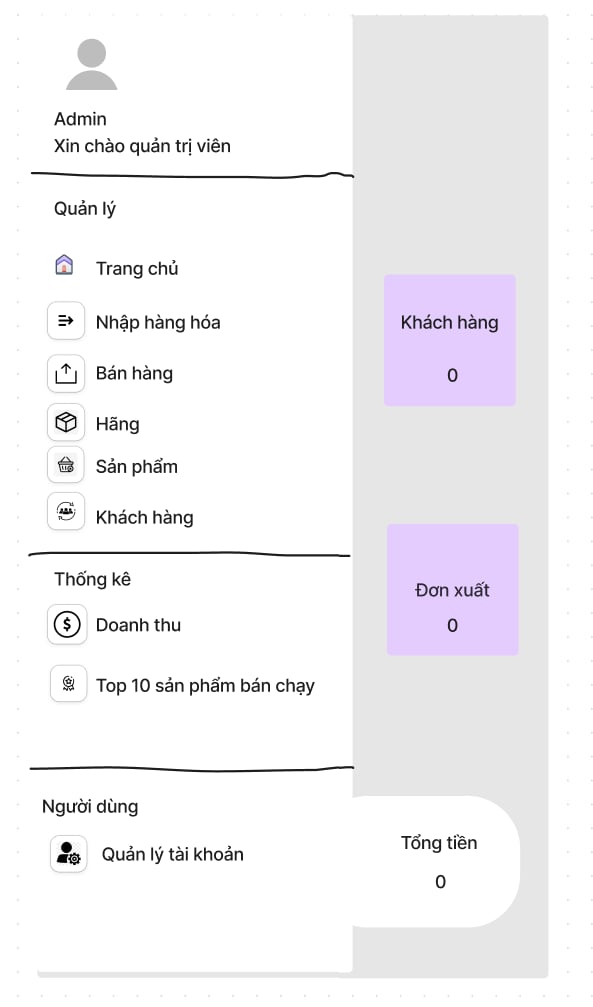 Admin
Xin chào quản trị viên
Quản lý
Trang chủ
Nhập hàng hóa
Bán hàng
Hãng
Sản phẩm
Khách hàng
Thống kê
Doanh thu
Top 10 sản phẩm bán chạy
Người dùng
Quản lý tài khoản
Khách hàng
0
Đơn xuất
0
Tổng tiền
0